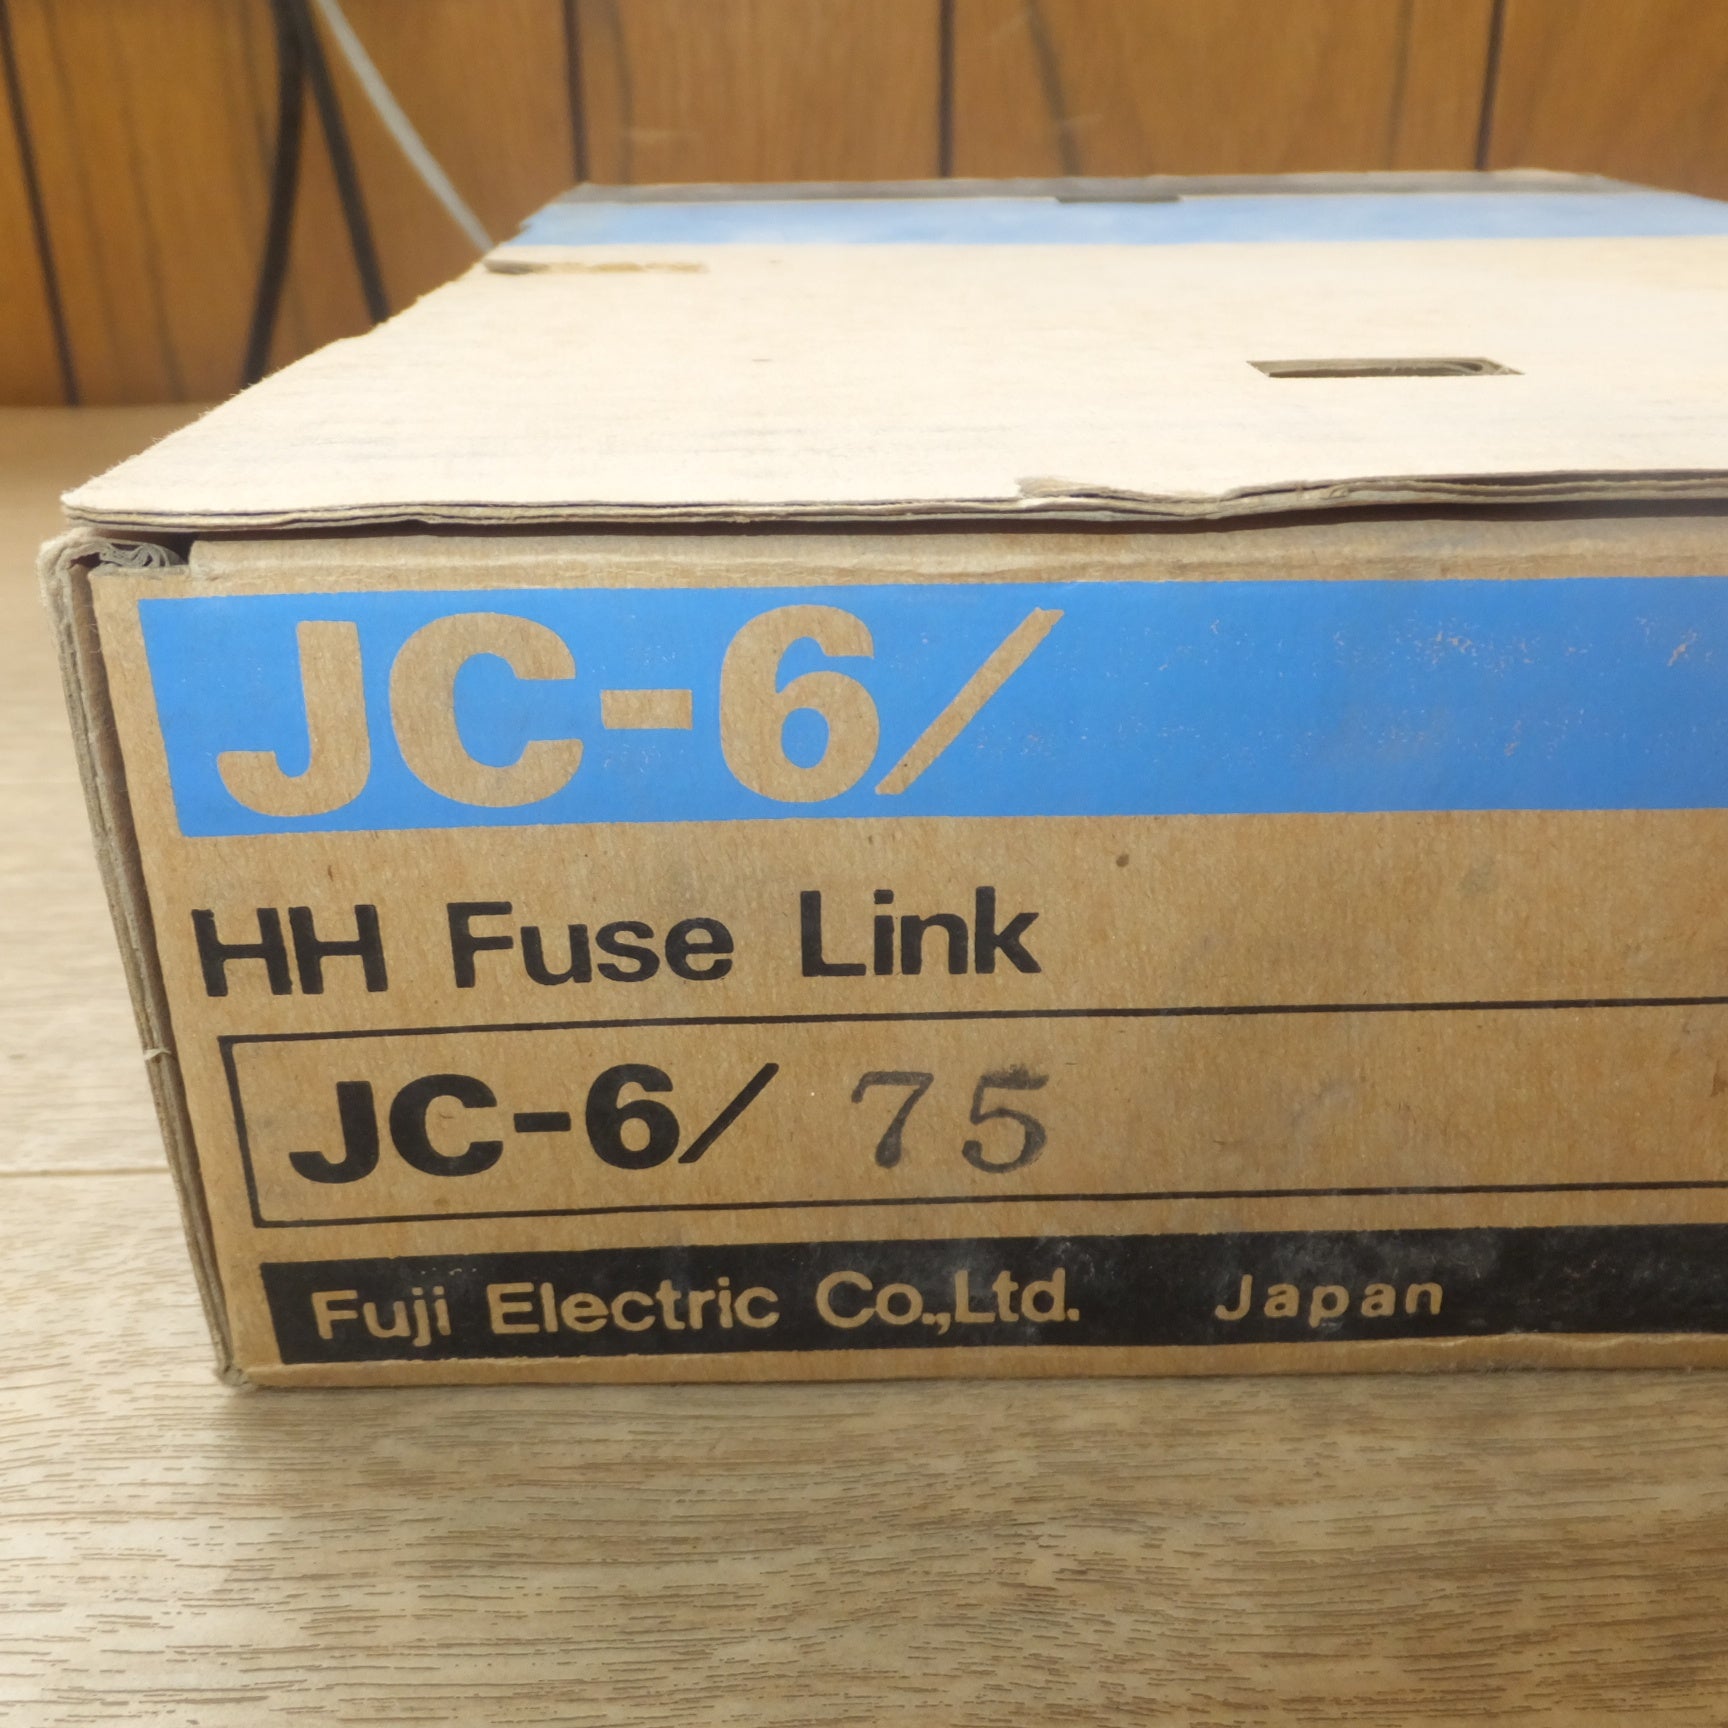 JC-6/
HH Fuse Link
JC-6/ 75
Fuji Electric Co.,Ltd. Japan